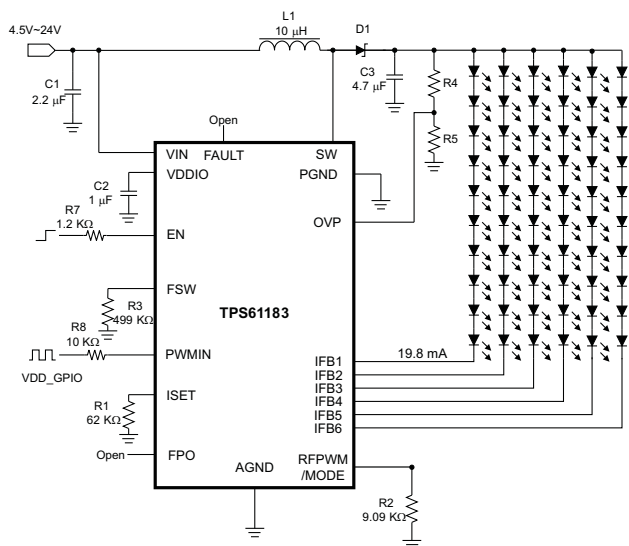 L1
10 μH
D1
4.5V~24V
C1
2.2 μF
C3
4.7 μF
R4
R5
Open
VIN
FAULT
SW
VDDIO
PGND
C2
1 μF
R7
1.2 KΩ
EN
OVP
FSW
R3
499 KΩ
TPS61183
R8
10 KΩ
PWMIN
VDD_GPIO
IFB1
19.8 mA
IFB2
IFB3
IFB4
IFB5
IFB6
ISET
R1
62 KΩ
Open
FPO
AGND
RFPWM
/MODE
R2
9.09 KΩ